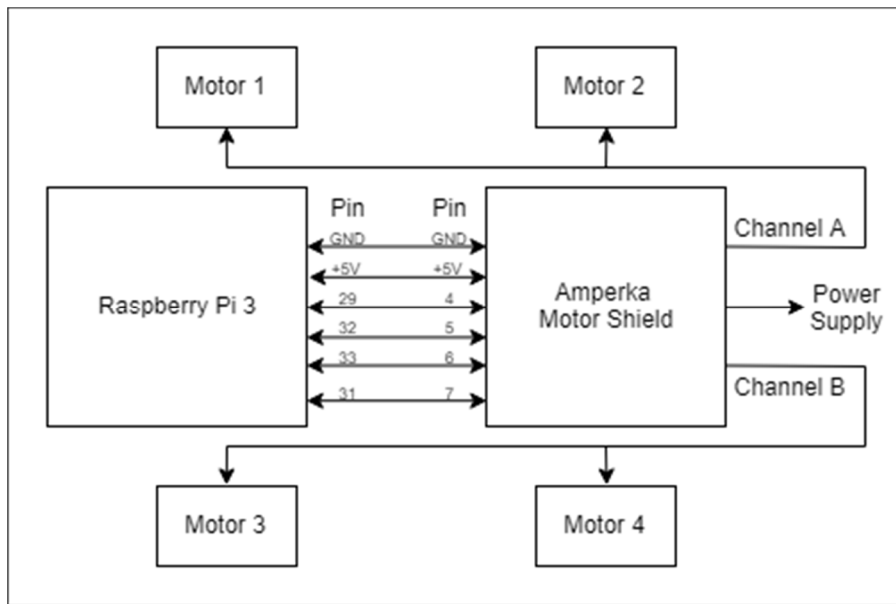 Motor 1
Motor 2
Pin
Pin
Channel A
GND
GND
+5V
+5V
Raspberry Pi 3
29
4
Amperka
Motor Shield
Power
Supply
32
5
33
6
Channel B
31
7
Motor 3
Motor 4